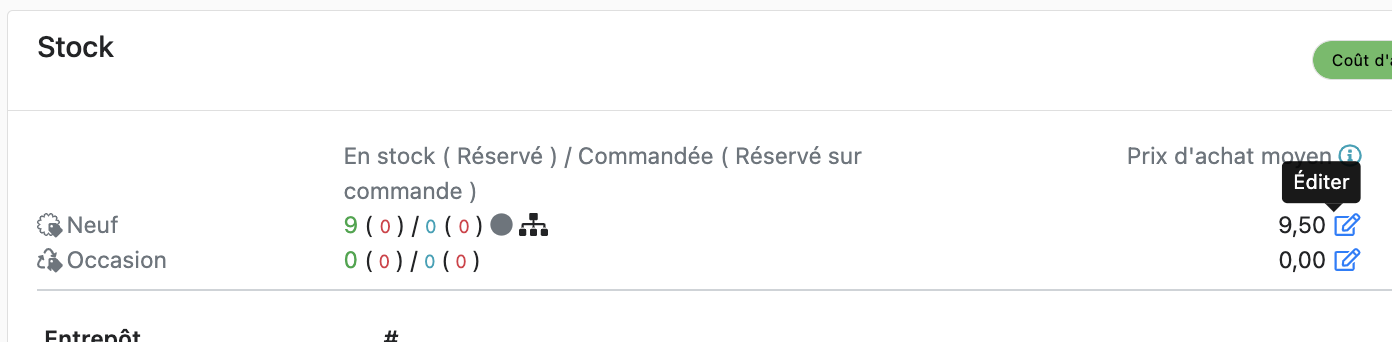 Stock
Coût d'a
En stock ( Réservé ) / Commandée ( Réservé sur
commande )
Prix d'achat moyen
Éditer
Neuf 9 ( 0 ) / 0 ( 0 ) 9,50
Occasion 0 ( 0 ) / 0 ( 0 ) 0,00
Entrepôt #